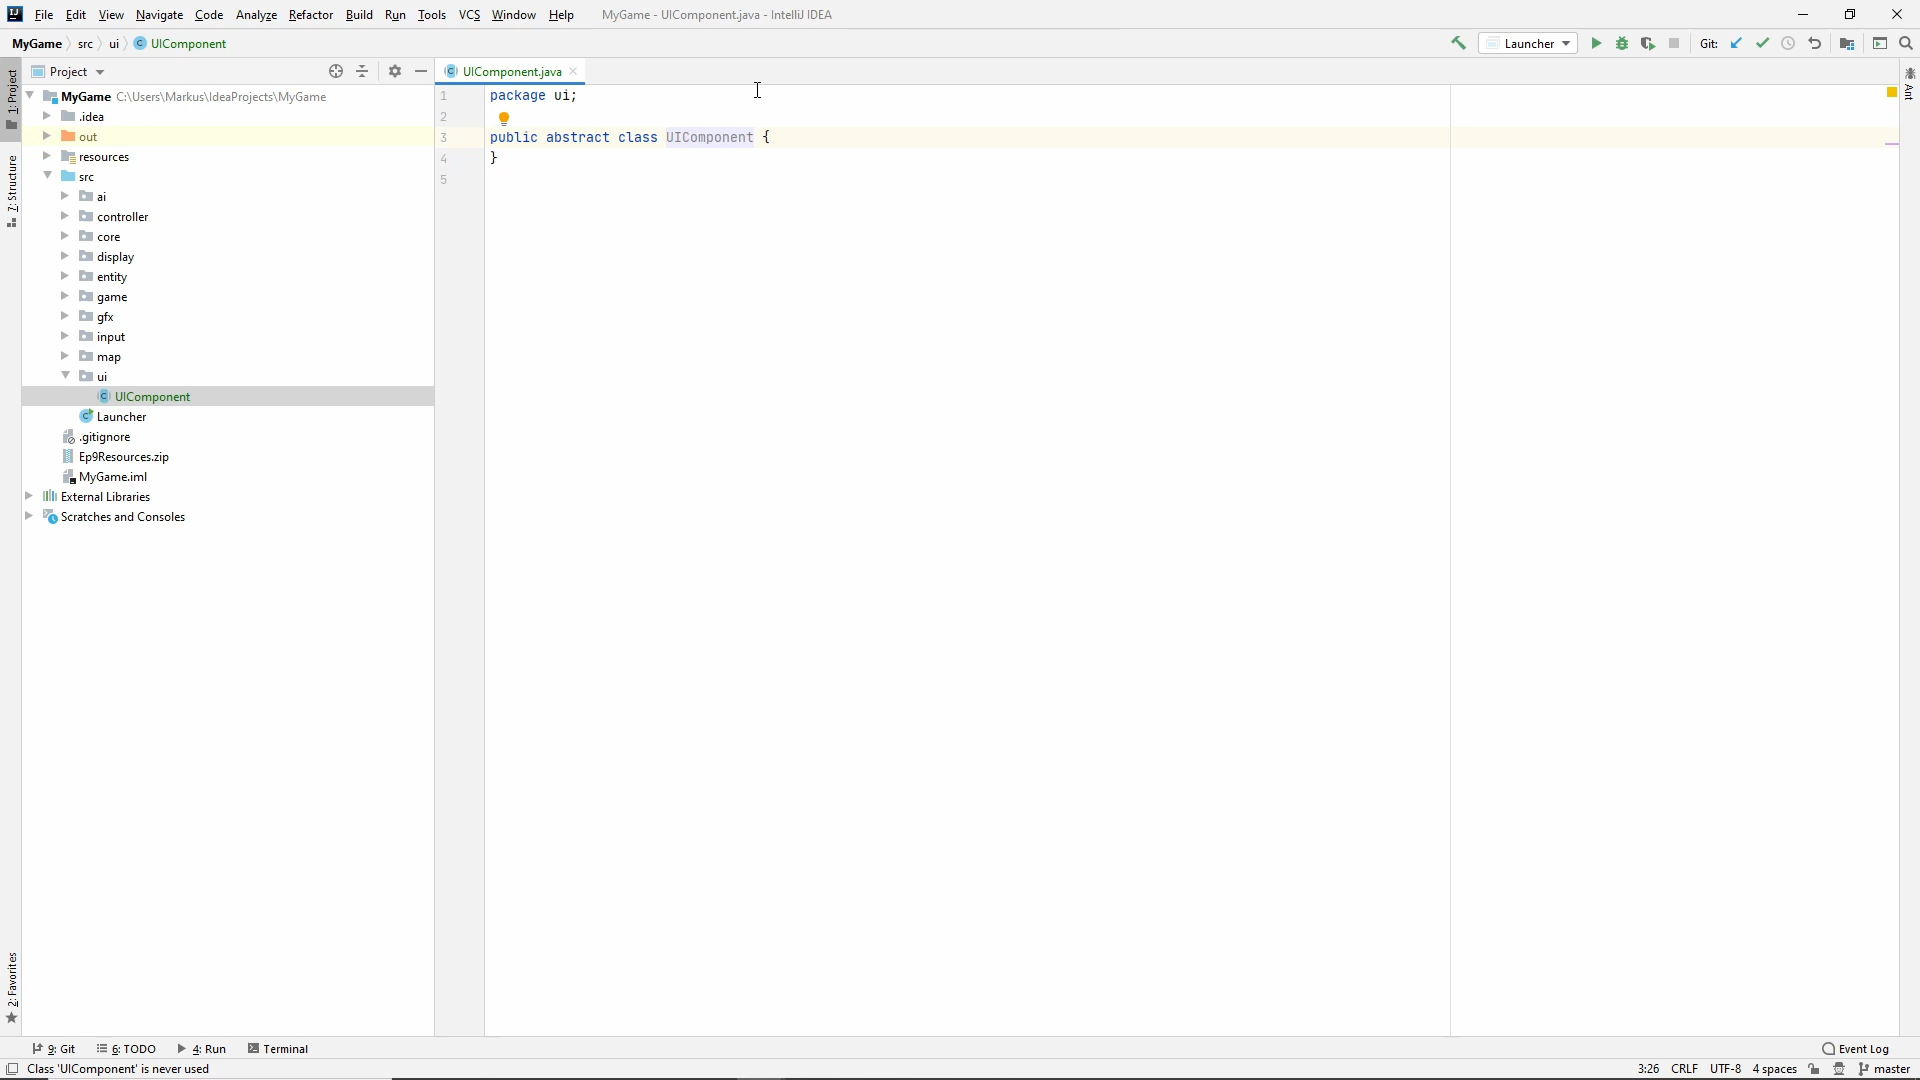 File Edit View Navigate Code Analyze Refactor Build Run Tools VCS Window Help MyGame - UIComponent.java - IntelliJ IDEA
MyGame src ui UIComponent Launcher Git:
Project UIComponent.java
1: Project
7: Structure
2: Favorites
Ant
MyGame C:\Users\Markus\IdeaProjects\MyGame
.idea
out
resources
src
ai
controller
core
display
entity
game
gfx
input
map
ui
UIComponent
Launcher
.gitignore
Ep9Resources.zip
MyGame.iml
External Libraries
Scratches and Consoles
1 package ui;
2
3 public abstract class UIComponent {
4 }
5
9: Git 6: TODO 4: Run Terminal Event Log
Class 'UIComponent' is never used 3:26 CRLF UTF-8 4 spaces master